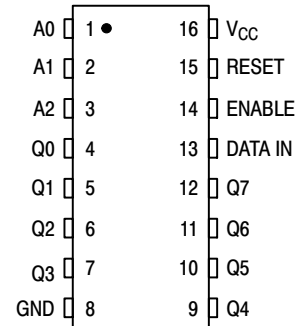 A0 1 16 VCC
A1 2 15 RESET
A2 3 14 ENABLE
Q0 4 13 DATA IN
Q1 5 12 Q7
Q2 6 11 Q6
Q3 7 10 Q5
GND 8 9 Q4